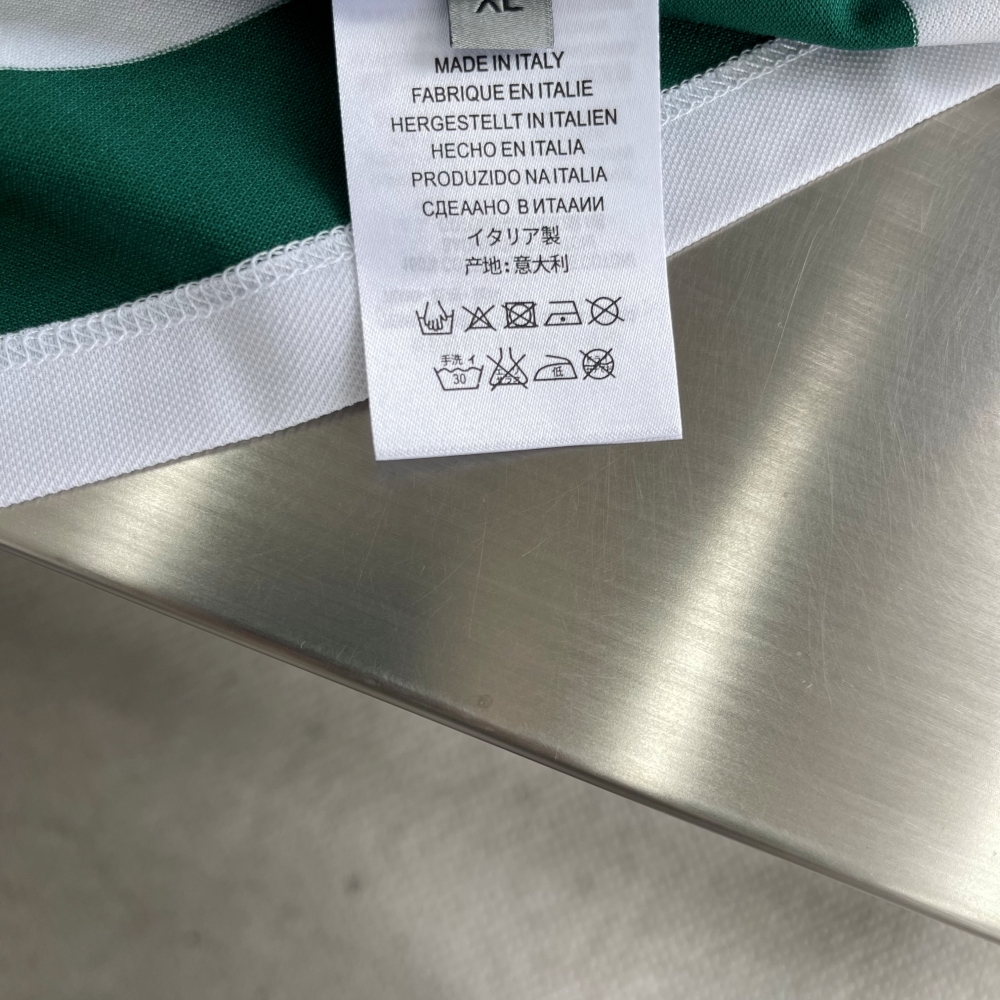 XL
MADE IN ITALY
FABRIQUE EN ITALIE
HERGESTELLT IN ITALIEN
HECHO EN ITALIA
PRODUZIDO NA ITALIA
СДЕААНО В ИТААИИ
イタリア製
产地:意大利
手洗 イ
30
低